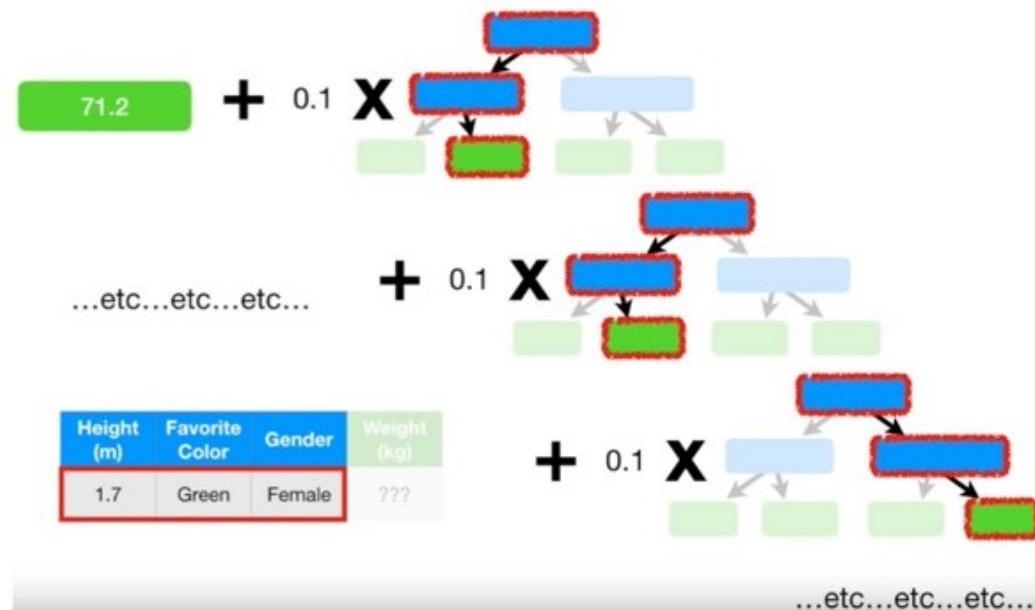 71.2
+ 0.1 X
+ 0.1 X
...etc...etc...etc...
Height (m) Favorite Color Gender Weight (kg)
1.7 Green Female ???
+ 0.1 X
...etc...etc...etc...